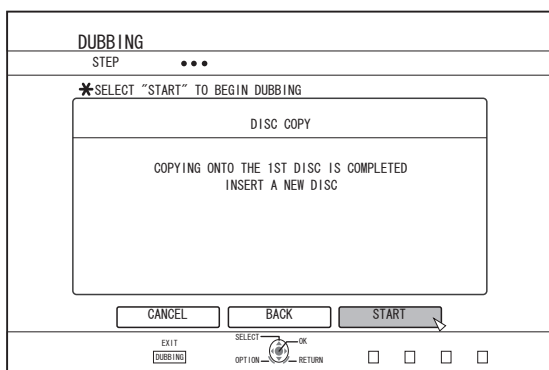 DUBBING
STEP
*SELECT "START" TO BEGIN DUBBING
DISC COPY
COPYING ONTO THE 1ST DISC IS COMPLETED
INSERT A NEW DISC
CANCEL BACK START
EXIT
DUBBING
SELECT OK
OPTION RETURN